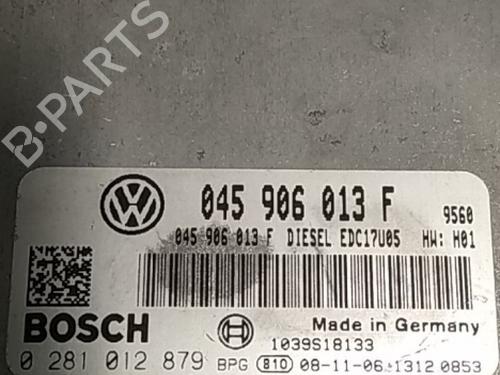 B-PARTS
045 906 013 F 9560
045 906 013 F DIESEL EDC17U05 HW: H01
Made in Germany
BOSCH
1039S18133
0 281 012 879 BPG 810 08-11-06 1312 0853